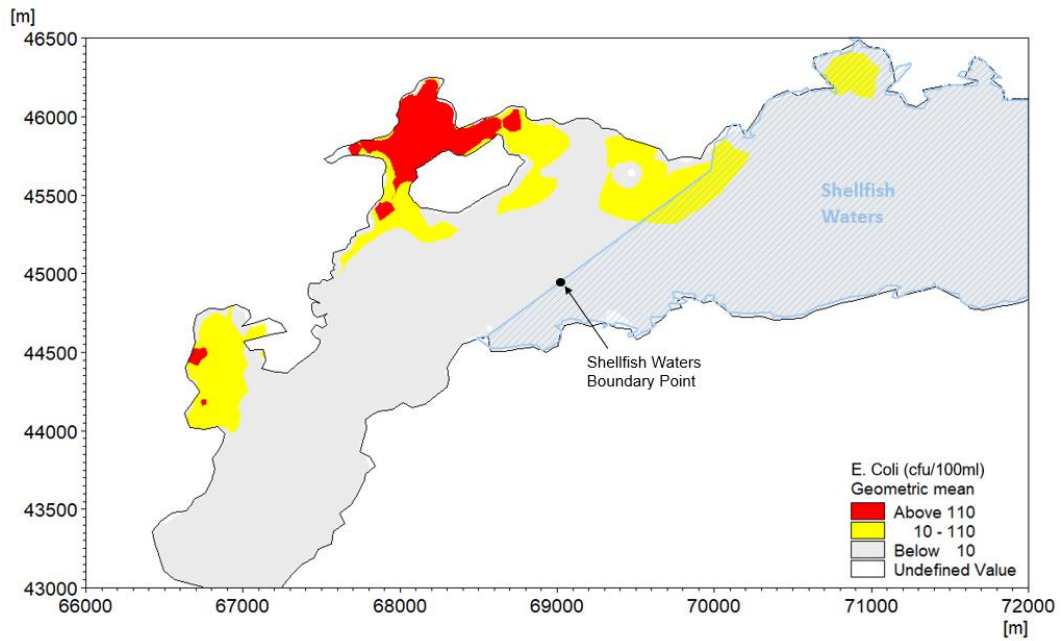 [m]
46500
46000
45500
45000
44500
44000
43500
43000
66000 67000 68000 69000 70000 71000 72000
[m]
Shellfish
Waters
Shellfish Waters
Boundary Point
E. Coli (cfu/100ml)
Geometric mean
Above 110
10 - 110
Below 10
Undefined Value